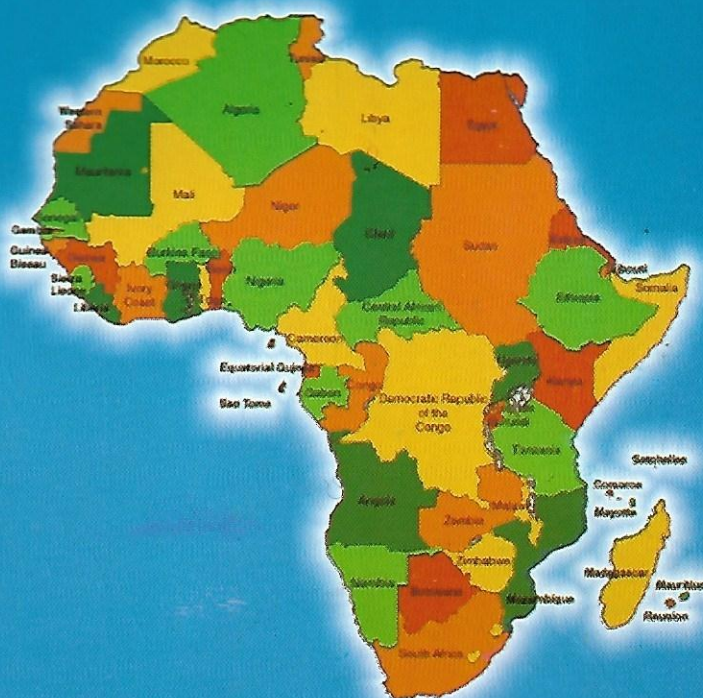 Morocco
Tunisia
Algeria
Libya
Egypt
Western
Sahara
Mauritania
Mali
Niger
Chad
Sudan
Senegal
Gambia
Guinea
Bissau
Guinea
Burkina Faso
Nigeria
Djibouti
Somalia
Ethiopia
Sierra
Leone
Ivory
Coast
Ghana
Togo
Liberia
Central African
Republic
Cameroon
Equatorial Guinea
Uganda
Kenya
Gabon
Congo
Sao Tome
Democratic Republic
of the
Congo
Tanzania
Seychelles
Comoros
Mayotte
Angola
Zambia
Malawi
Zimbabwe
Madagascar
Mauritius
Reunion
Namibia
Botswana
Mozambique
South Africa